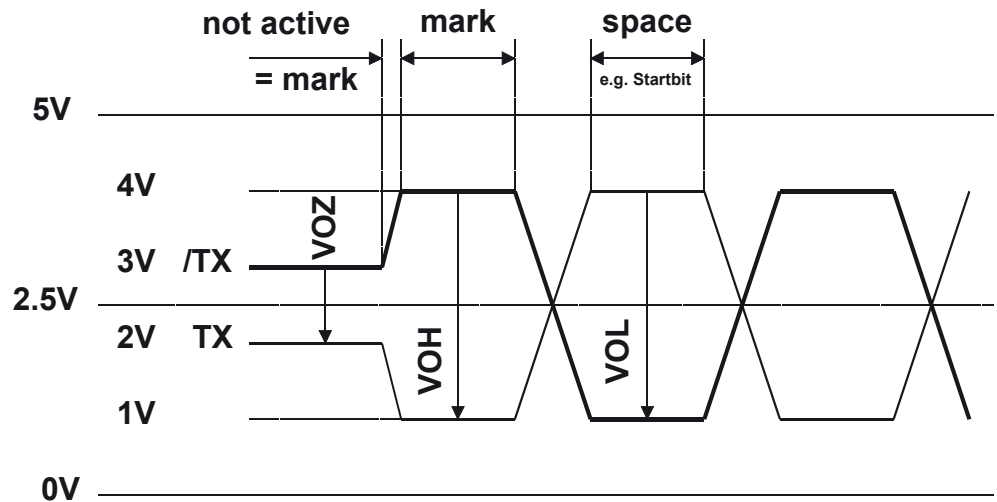 not active
mark
space
= mark
e.g. Startbit
5V
4V
VOZ
3V /TX
2.5V
2V TX
VOH
VOL
1V
0V